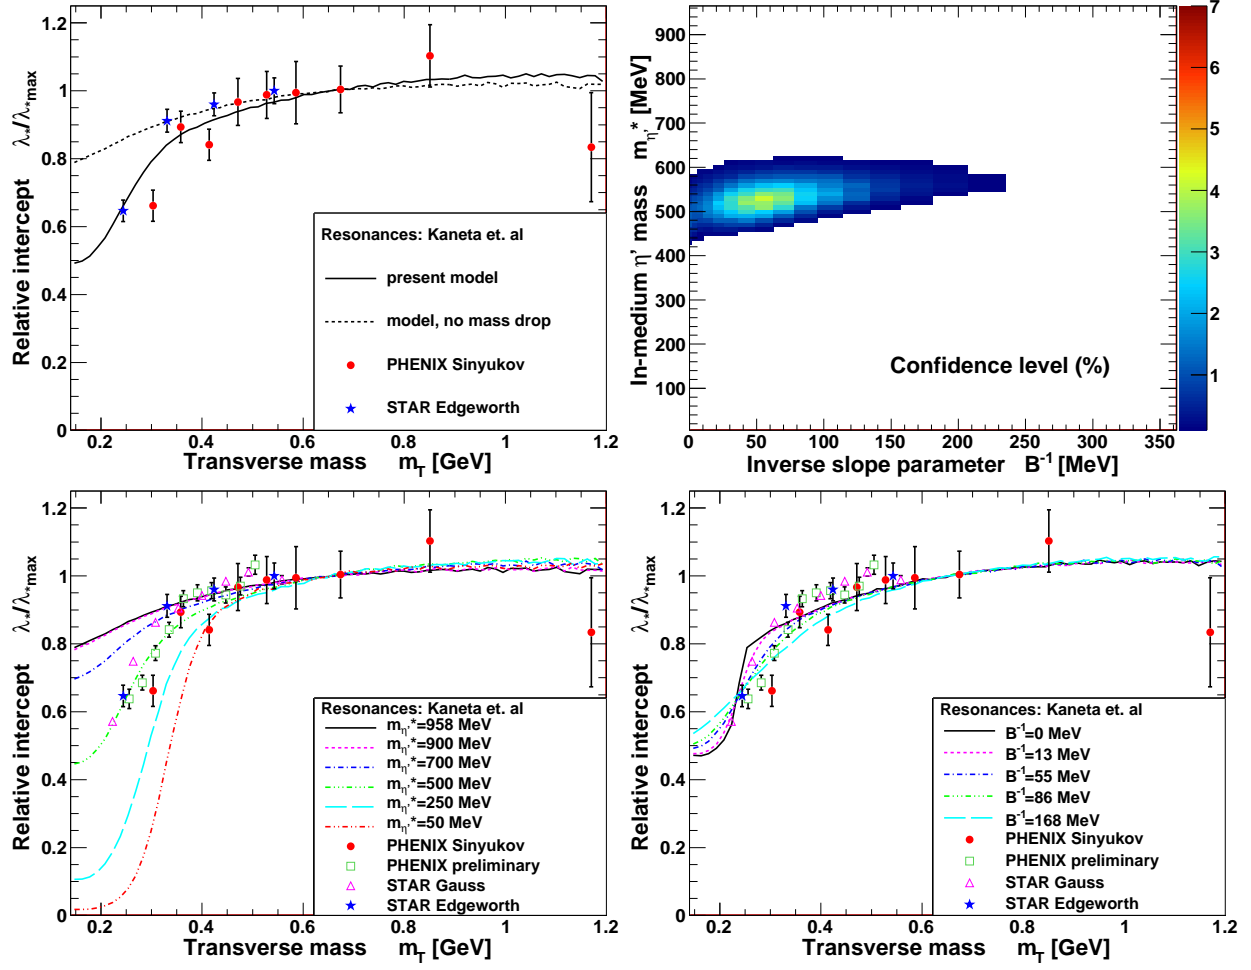 Relative intercept λ*/λ*max
1.2
1
0.8
0.6
0.4
0.2
0
Resonances: Kaneta et. al
present model
model, no mass drop
PHENIX Sinyukov
STAR Edgeworth
0.2 0.4 0.6 0.8 1 1.2
Transverse mass m_T [GeV]
In-medium η' mass m_η'* [MeV]
900
800
700
600
500
400
300
200
100
Confidence level (%)
0 50 100 150 200 250 300 350
Inverse slope parameter B⁻¹ [MeV]
7
6
5
4
3
2
1
Relative intercept λ*/λ*max
1.2
1
0.8
0.6
0.4
0.2
0
Resonances: Kaneta et. al
m_η'*=958 MeV
m_η'*=900 MeV
m_η'*=700 MeV
m_η'*=500 MeV
m_η'*=250 MeV
m_η'*=50 MeV
PHENIX Sinyukov
PHENIX preliminary
STAR Gauss
STAR Edgeworth
0.2 0.4 0.6 0.8 1 1.2
Transverse mass m_T [GeV]
Relative intercept λ*/λ*max
1.2
1
0.8
0.6
0.4
0.2
0
Resonances: Kaneta et. al
B⁻¹=0 MeV
B⁻¹=13 MeV
B⁻¹=55 MeV
B⁻¹=86 MeV
B⁻¹=168 MeV
PHENIX Sinyukov
PHENIX preliminary
STAR Gauss
STAR Edgeworth
0.2 0.4 0.6 0.8 1 1.2
Transverse mass m_T [GeV]